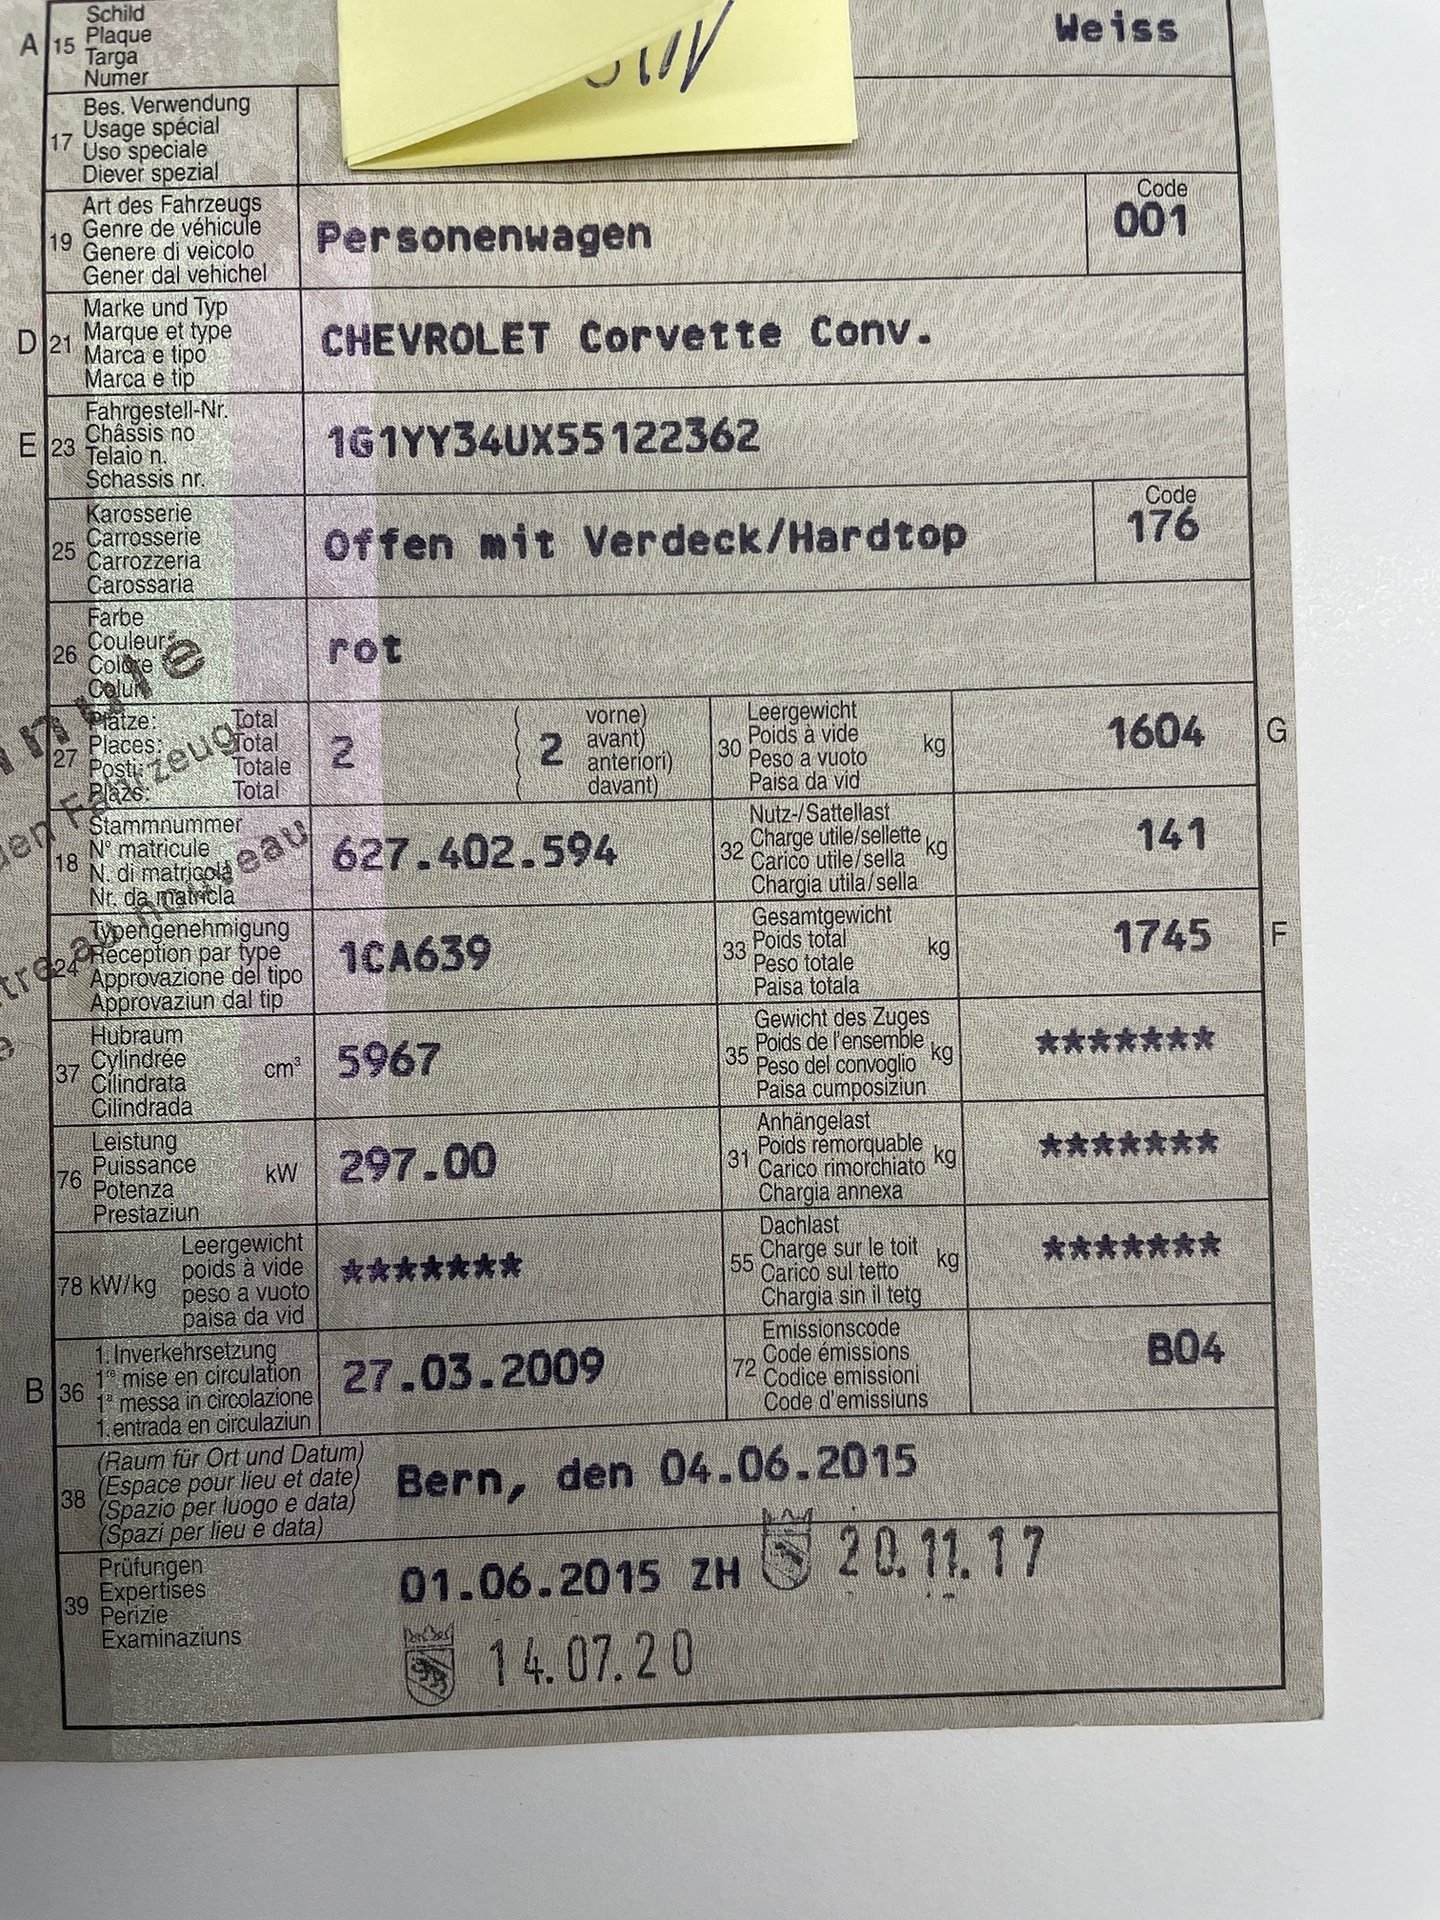 A 15 Schild
Plaque
Targa
Numer
Weiss
17 Bes. Verwendung
Usage spécial
Uso speciale
Diever spezial
19 Art des Fahrzeugs
Genre de véhicule
Genere di veicolo
Gener dal vehichel
Personenwagen
Code
001
D 21 Marke und Typ
Marque et type
Marca e tipo
Marca e tip
CHEVROLET Corvette Conv.
E 23 Fahrgestell-Nr.
Châssis no
Telaio n.
Schassis nr.
1G1YY34UX55122362
25 Karosserie
Carrosserie
Carrozzeria
Carossaria
Offen mit Verdeck/Hardtop
Code
176
26 Farbe
Couleur
Colore
Colur
rot
27 Plätze: Total
Places: Total
Posti: Totale
Plazs: Total
2
2
vorne)
avant)
anteriori)
davant)
30 Leergewicht
Poids à vide
Peso a vuoto
Paisa da vid
kg
1604
G
18 Stammnummer
N° matricule
N. di matricola
Nr. da matricla
627.402.594
32 Nutz-/Sattellast
Charge utile/sellette
Carico utile/sella
Chargia utila/sella
kg
141
24 Typengenehmigung
Réception par type
Approvazione del tipo
Approvaziun dal tip
1CA639
33 Gesamtgewicht
Poids total
Peso totale
Paisa totala
kg
1745
F
37 Hubraum
Cylindrée
Cilindrata
Cilindrada
cm³
5967
35 Gewicht des Zuges
Poids de l'ensemble
Peso del convoglio
Paisa cumposiziun
kg
*******
76 Leistung
Puissance
Potenza
Prestaziun
kW
297.00
31 Anhängelast
Poids remorquable
Carico rimorchiato
Chargia annexa
kg
*******
78 kW/kg
Leergewicht
poids à vide
peso a vuoto
paisa da vid
*******
55 Dachlast
Charge sur le toit
Carico sul tetto
Chargia sin il tetg
kg
*******
B 36 1. Inverkehrsetzung
1re mise en circulation
1a messa in circolazione
1. entrada en circulaziun
27.03.2009
72 Emissionscode
Code émissions
Codice emissioni
Code d'emissiuns
B04
38 (Raum für Ort und Datum)
(Espace pour lieu et date)
(Spazio per luogo e data)
(Spazi per lieu e data)
Bern, den 04.06.2015
39 Prüfungen
Expertises
Perizie
Examinaziuns
01.06.2015 ZH
20.11.17
14.07.20